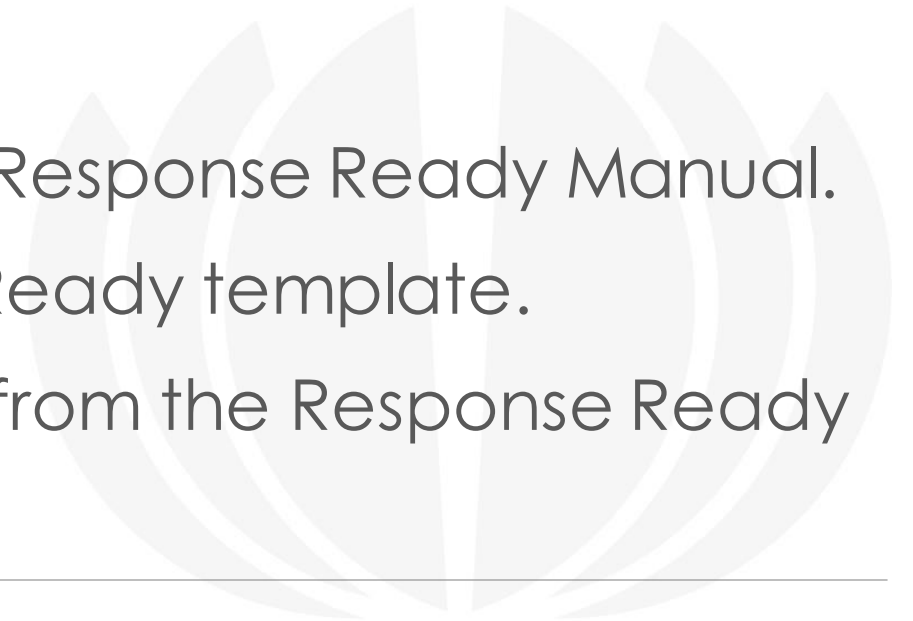 Response Ready Manual.
Ready template.
from the Response Ready